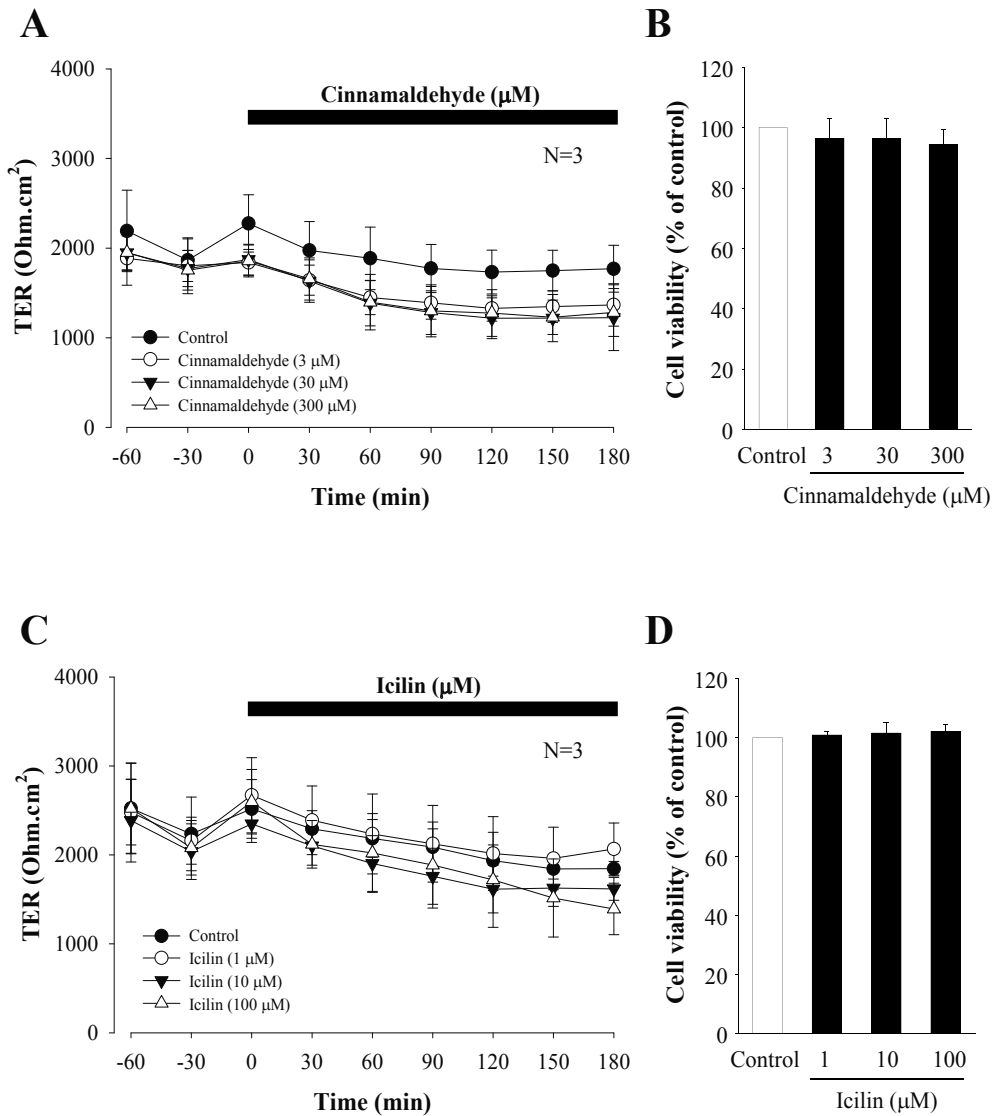 A
Cinnamaldehyde (μM)
N=3
4000
3000
2000
1000
0
TER (Ohm.cm²)
Control
Cinnamaldehyde (3 μM)
Cinnamaldehyde (30 μM)
Cinnamaldehyde (300 μM)
-60 -30 0 30 60 90 120 150 180
Time (min)
B
120
100
80
60
40
20
0
Cell viability (% of control)
Control 3 30 300
Cinnamaldehyde (μM)
C
Icilin (μM)
N=3
4000
3000
2000
1000
0
TER (Ohm.cm²)
Control
Icilin (1 μM)
Icilin (10 μM)
Icilin (100 μM)
-60 -30 0 30 60 90 120 150 180
Time (min)
D
120
100
80
60
40
20
0
Cell viability (% of control)
Control 1 10 100
Icilin (μM)